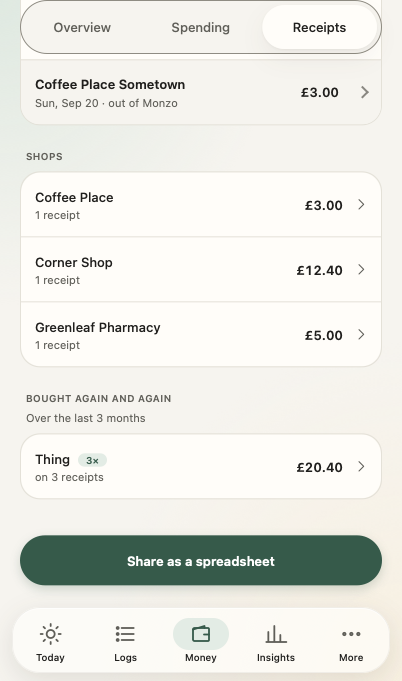 Overview
Spending
Receipts
Coffee Place Sometown
£3.00
Sun, Sep 20 · out of Monzo
SHOPS
Coffee Place
£3.00
1 receipt
Corner Shop
£12.40
1 receipt
Greenleaf Pharmacy
£5.00
1 receipt
BOUGHT AGAIN AND AGAIN
Over the last 3 months
Thing 3×
£20.40
on 3 receipts
Share as a spreadsheet
Today
Logs
Money
Insights
More